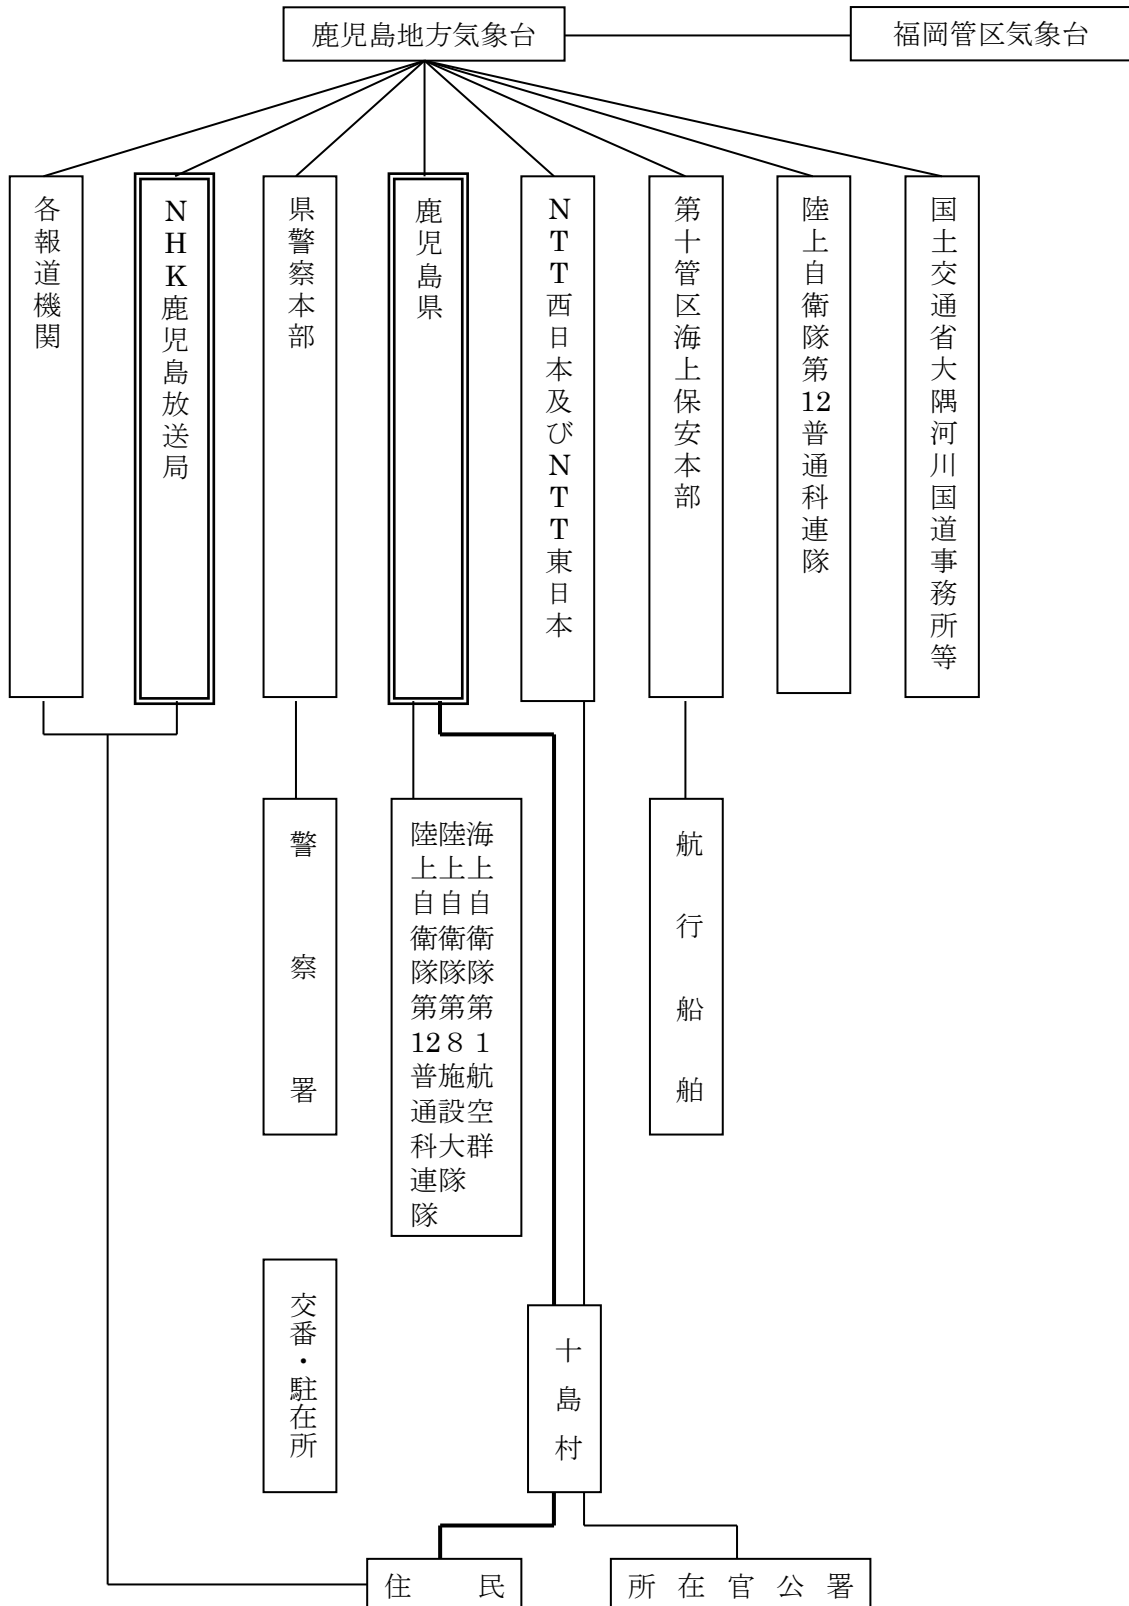 鹿児島地方気象台
福岡管区気象台
各報道機関
NHK鹿児島放送局
県警察本部
鹿児島県
NTT西日本及びNTT東日本
第十管区海上保安本部
陸上自衛隊第12普通科連隊
国土交通省大隅河川国道事務所等
警察署
海上自衛隊第1航空群
陸上自衛隊第8施設大隊
陸上自衛隊第12普通科連隊
航行船舶
交番・駐在所
十島村
住民
所在官公署